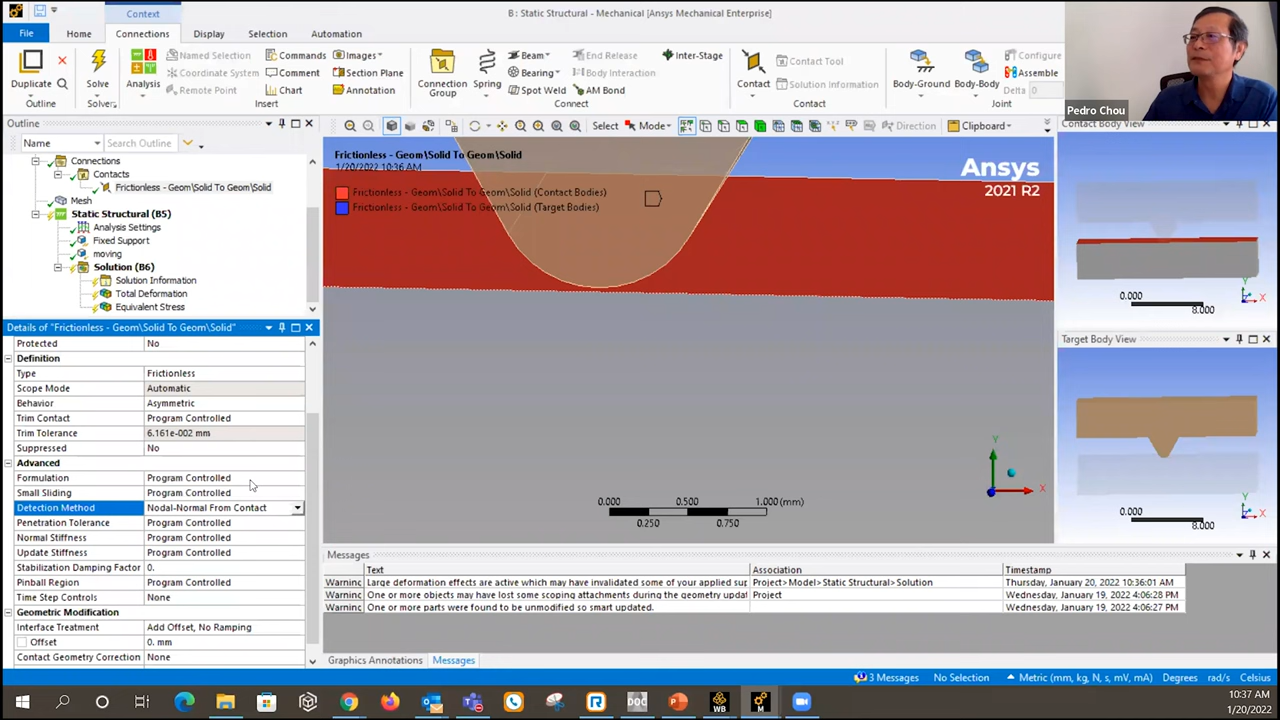 Context
B : Static Structural - Mechanical [Ansys Mechanical Enterprise]
File Home Connections Display Selection Automation
Duplicate
Outline
Solve
Solver
Analysis
Named Selection
Coordinate System
Remote Point
Commands
Comment
Chart
Images
Section Plane
Annotation
Insert
Connection
Group
Spring
Beam
Bearing
Spot Weld
End Release
Body Interaction
AM Bond
Inter-Stage
Connect
Contact
Contact Tool
Solution Information
Contact
Body-Ground
Body-Body
Configure
Assemble
Delta 0
Joint
Pedro Chou
Outline
Name Search Outline
Select Mode Direction Clipboard
Connections
Contacts
Frictionless - Geom\Solid To Geom\Solid
Mesh
Static Structural (B5)
Analysis Settings
Fixed Support
moving
Solution (B6)
Solution Information
Total Deformation
Equivalent Stress
Details of "Frictionless - Geom\Solid To Geom\Solid"
Protected No
Definition
Type Frictionless
Scope Mode Automatic
Behavior Asymmetric
Trim Contact Program Controlled
Trim Tolerance 6.161e-002 mm
Suppressed No
Advanced
Formulation Program Controlled
Small Sliding Program Controlled
Detection Method Nodal-Normal From Contact
Penetration Tolerance Program Controlled
Normal Stiffness Program Controlled
Update Stiffness Program Controlled
Stabilization Damping Factor 0.
Pinball Region Program Controlled
Time Step Controls None
Geometric Modification
Interface Treatment Add Offset, No Ramping
Offset 0. mm
Contact Geometry Correction None
Frictionless - Geom\Solid To Geom\Solid
1/20/2022 10:36 AM
Frictionless - Geom\Solid To Geom\Solid (Contact Bodies)
Frictionless - Geom\Solid To Geom\Solid (Target Bodies)
Ansys
2021 R2
Y
X
0.000 0.500 1.000 (mm)
0.250 0.750
Contact Body View
0.000
8.000
X
Target Body View
0.000
8.000
X
Messages
Text Association Timestamp
Warninc Large deformation effects are active which may have invalidated some of your applied sup Project>Model>Static Structural>Solution Thursday, January 20, 2022 10:36:01 AM
Warninc One or more objects may have lost some scoping attachments during the geometry updat Project Wednesday, January 19, 2022 4:06:28 PM
Warninc One or more parts were found to be unmodified so smart updated. Wednesday, January 19, 2022 4:06:27 PM
Graphics Annotations Messages
3 Messages No Selection Metric (mm, kg, N, s, mV, mA) Degrees rad/s Celsius
WB
M
DOC
10:37 AM
1/20/2022